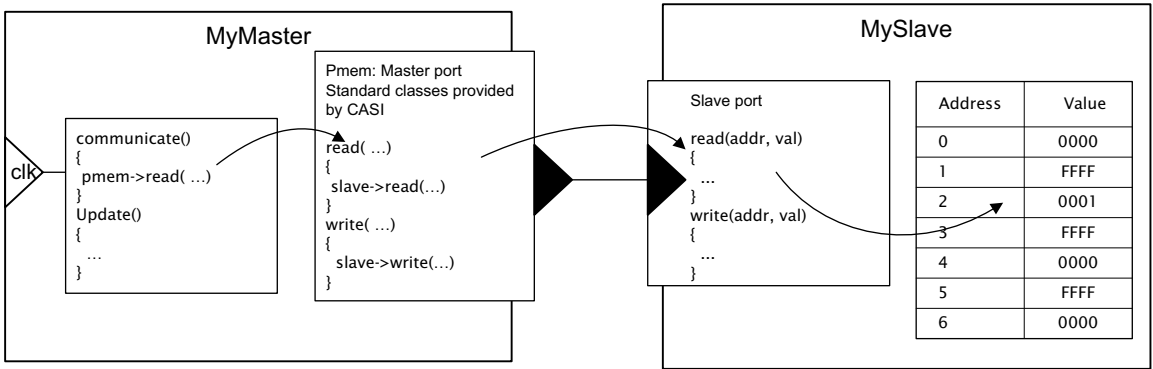 MyMaster
clk
communicate()
{
pmem->read( …)
}
Update()
{
…
}
Pmem: Master port
Standard classes provided
by CASI
read( …)
{
slave->read(…)
}
write( …)
{
slave->write(…)
}
MySlave
Slave port
read(addr, val)
{
...
}
write(addr, val)
{
...
}
Address Value
0 0000
1 FFFF
2 0001
3 FFFF
4 0000
5 FFFF
6 0000